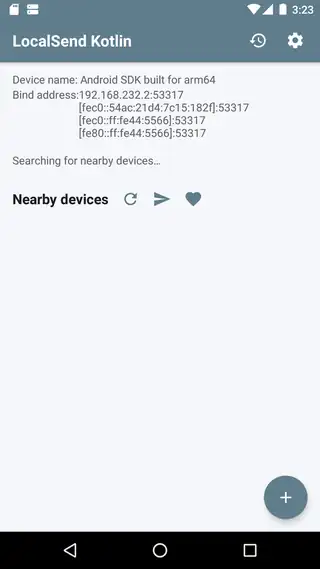 3:23
LocalSend Kotlin
Device name: Android SDK built for arm64
Bind address:192.168.232.2:53317
[fec0::54ac:21d4:7c15:182f]:53317
[fec0::ff:fe44:5566]:53317
[fe80::ff:fe44:5566]:53317
Searching for nearby devices…
Nearby devices